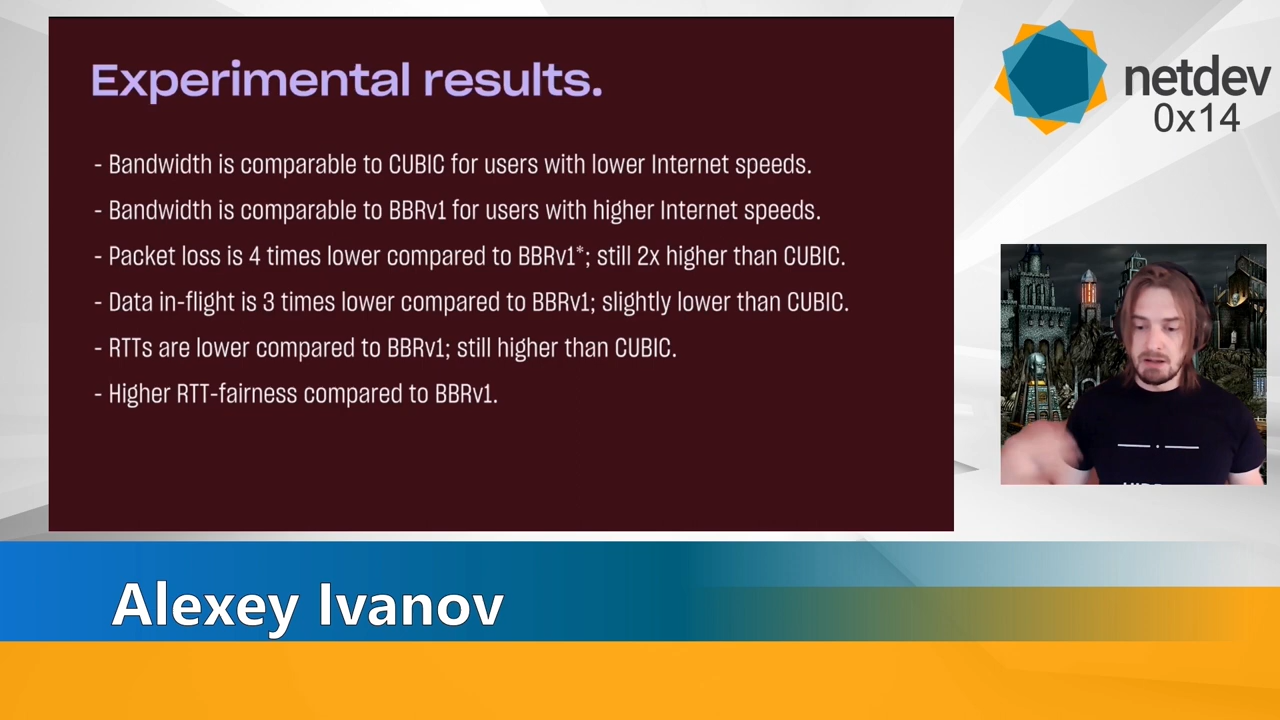 Experimental results.
- Bandwidth is comparable to CUBIC for users with lower Internet speeds.
- Bandwidth is comparable to BBRv1 for users with higher Internet speeds.
- Packet loss is 4 times lower compared to BBRv1*; still 2x higher than CUBIC.
- Data in-flight is 3 times lower compared to BBRv1; slightly lower than CUBIC.
- RTTs are lower compared to BBRv1; still higher than CUBIC.
- Higher RTT-fairness compared to BBRv1.
netdev
0x14
Alexey Ivanov